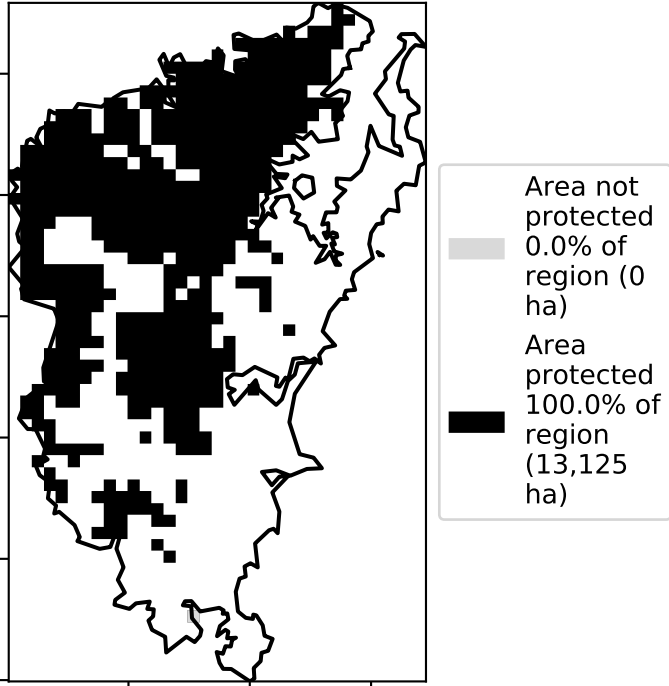 Area not
protected
0.0% of
region (0
ha)
Area
protected
100.0% of
region
(13,125
ha)